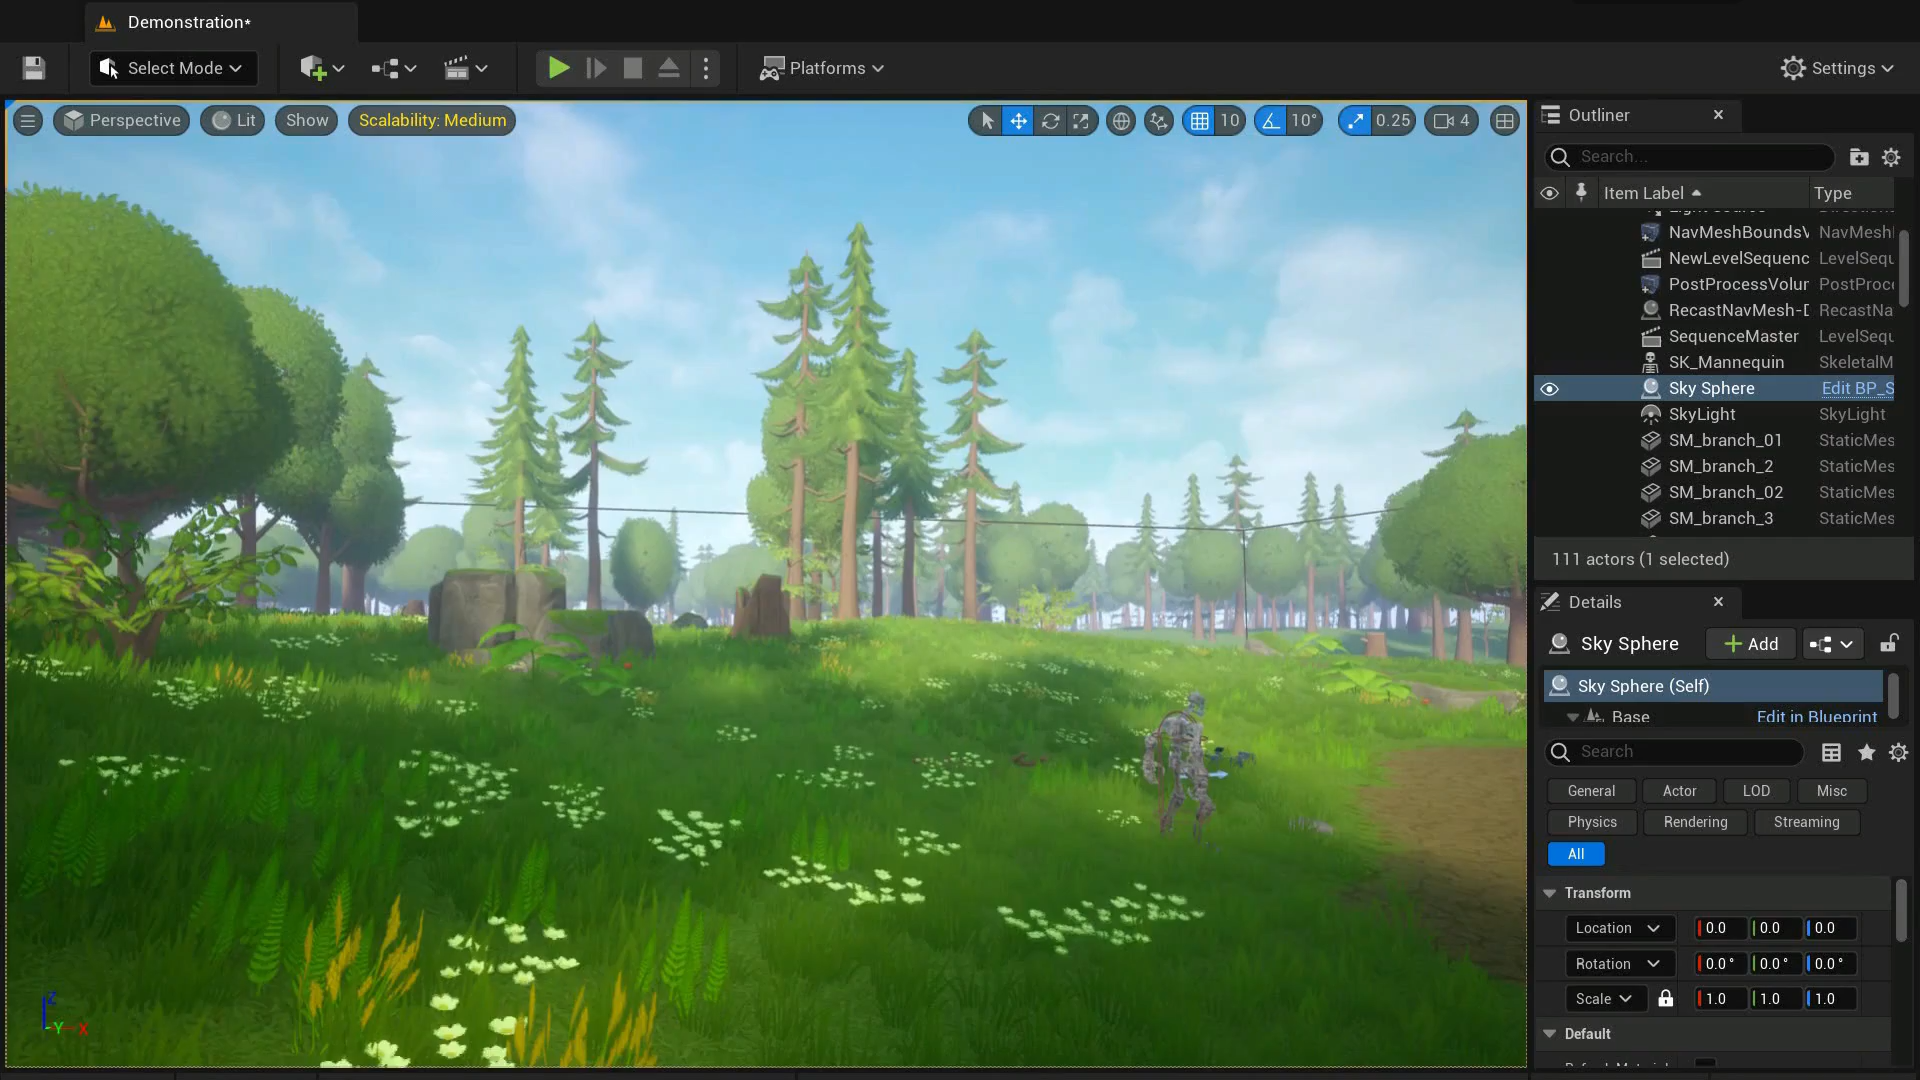 Demonstration*
Select Mode
Platforms
Settings
Perspective
Lit
Show
Scalability: Medium
10
10°
0.25
4
Outliner
Search...
Item Label
Type
NavMeshBoundsV NavMesh
NewLevelSequenc LevelSequ
PostProcessVolur PostProce
RecastNavMesh-D RecastNa
SequenceMaster LevelSequ
SK_Mannequin SkeletalM
Sky Sphere Edit BP_S
SkyLight SkyLight
SM_branch_01 StaticMes
SM_branch_2 StaticMes
SM_branch_02 StaticMes
SM_branch_3 StaticMes
111 actors (1 selected)
Details
Sky Sphere
Add
Sky Sphere (Self)
Base Edit in Blueprint
Search
General Actor LOD Misc
Physics Rendering Streaming
All
Transform
Location 0.0 0.0 0.0
Rotation 0.0° 0.0° 0.0°
Scale 1.0 1.0 1.0
Default
Z
Y X